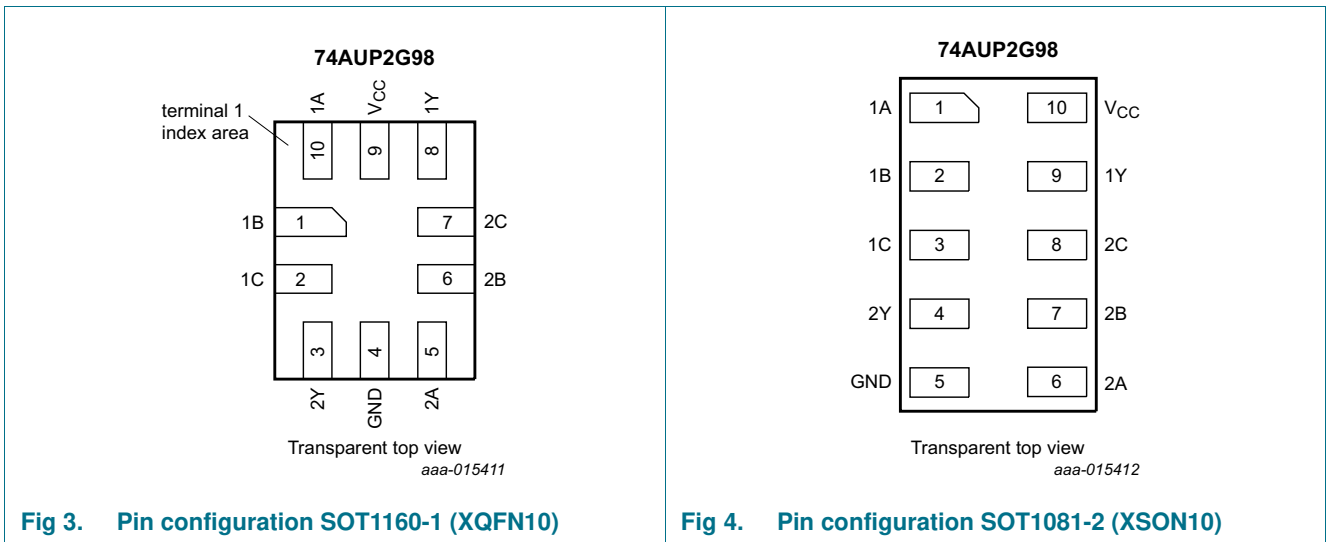 74AUP2G98
terminal 1
index area
1A VCC 1Y
10 9 8
1B 1 7 2C
1C 2 6 2B
3 4 5
2Y GND 2A
Transparent top view
aaa-015411
Fig 3. Pin configuration SOT1160-1 (XQFN10)
74AUP2G98
1A 1 10 VCC
1B 2 9 1Y
1C 3 8 2C
2Y 4 7 2B
GND 5 6 2A
Transparent top view
aaa-015412
Fig 4. Pin configuration SOT1081-2 (XSON10)